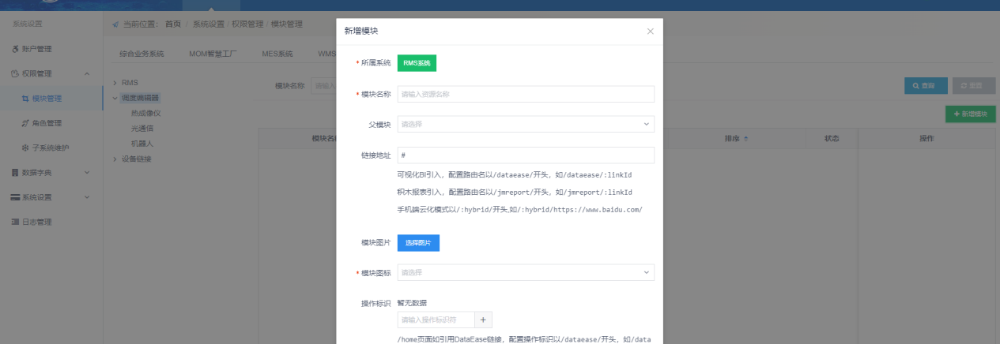 系统设置
当前位置： 首页 / 系统设置 / 权限管理 / 模块管理
账户管理
权限管理
模块管理
角色管理
子系统维护
数据字典
系统设置
日志管理
综合业务系统 MOM智慧工厂 MES系统 WMS
RMS
调度编辑器
热成像仪
光通信
机器人
设备链接
模块名称 请输入
查询 重置
新增模块
模块名称 排序 状态 操作
新增模块
* 所属系统 RMS系统
* 模块名称 请输入资源名称
父模块 请选择
链接地址 #
可视化BI引入，配置路由名以/dataease/开头，如/dataease/:linkId
积木报表引入，配置路由名以/jmreport/开头，如/jmreport/:linkId
手机端云化模式以/:hybrid/开头,如/:hybrid/https://www.baidu.com/
模块图片 选择图片
* 模块图标 请选择
操作标识 暂无数据
请输入操作标识符 +
/home页面如引用DataEase链接，配置操作标识以/dataease/开头，如/data